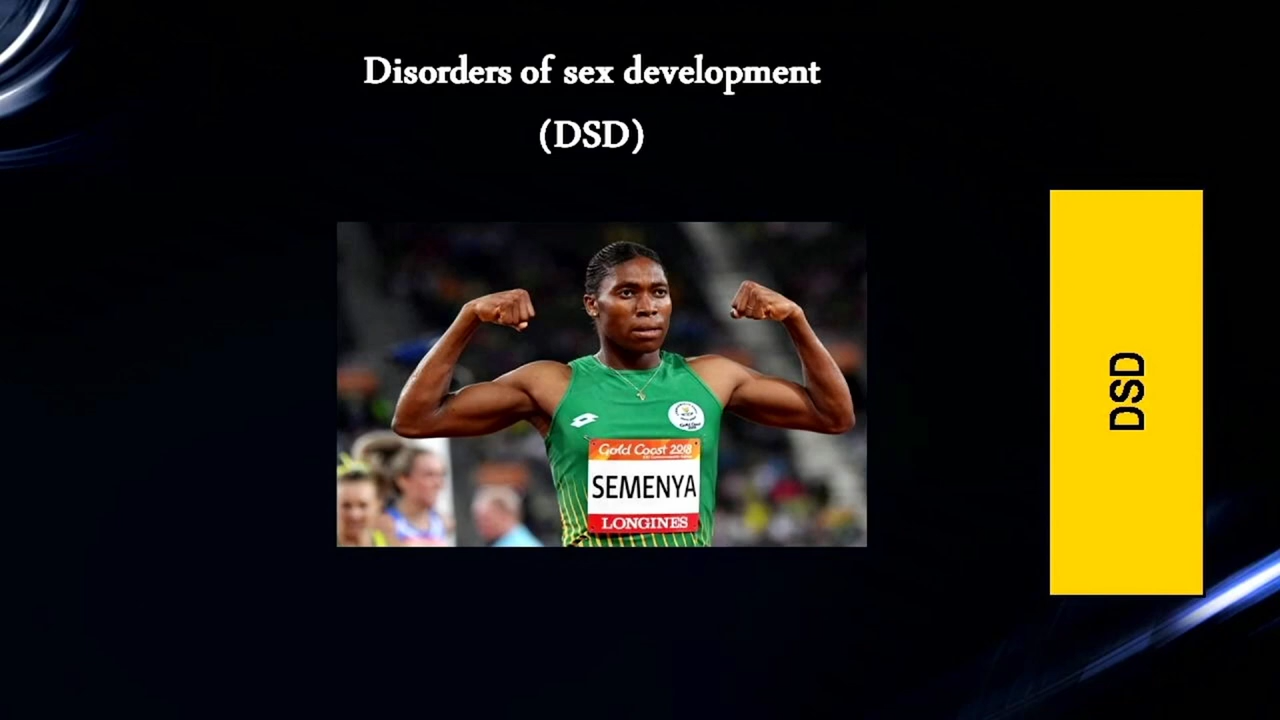 Disorders of sex development
(DSD)
Gold Coast 2018
SEMENYA
LONGINES
DSD